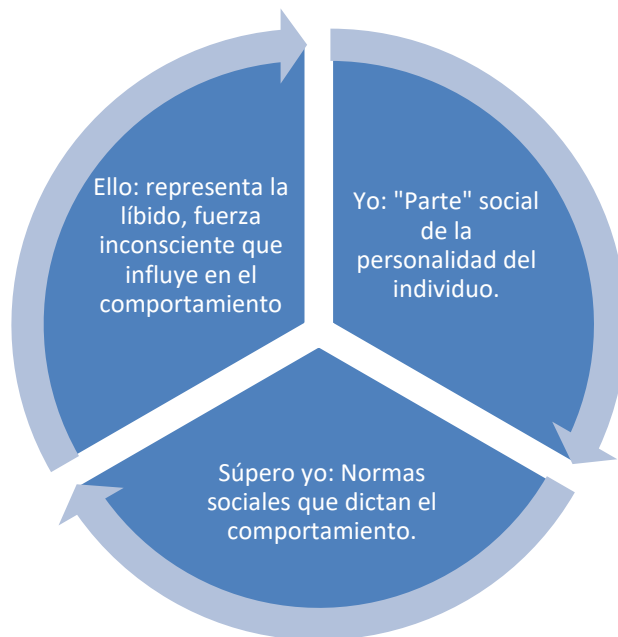 Ello: representa la
líbido, fuerza
inconsciente que
influye en el
comportamiento
Yo: "Parte" social
de la
personalidad del
individuo.
Súpero yo: Normas
sociales que dictan el
comportamiento.